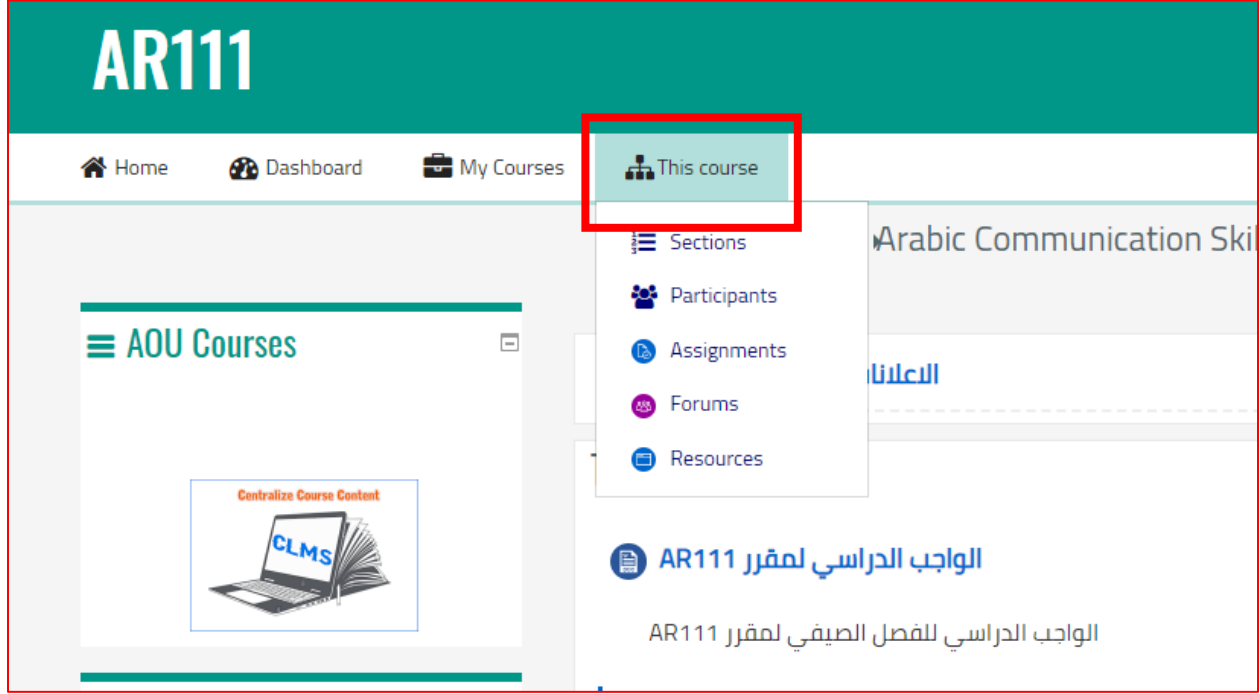 AR111
Home
Dashboard
My Courses
This course
Sections
Participants
Assignments
Forums
Resources
Arabic Communication
AOU Courses
Centralize Course Content
CLMS
الواجب الدراسي لمقرر AR111
الواجب الدراسي للفصل الصيفي لمقرر AR111